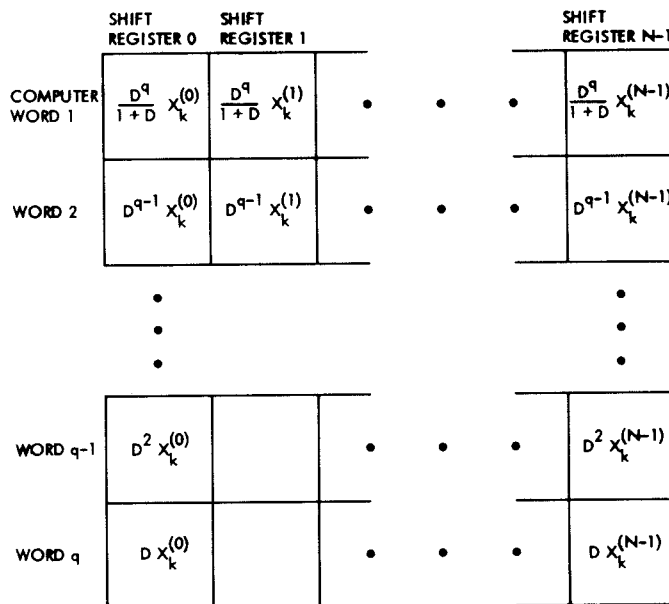 SHIFT REGISTER 0
SHIFT REGISTER 1
SHIFT REGISTER N-1
COMPUTER WORD 1
D^q / 1 + D X_k^(0)
D^q / 1 + D X_k^(1)
• • •
D^q / 1 + D X_k^(N-1)
WORD 2
D^q-1 X_k^(0)
D^q-1 X_k^(1)
• • •
D^q-1 X_k^(N-1)
WORD q-1
D^2 X_k^(0)
• • •
D^2 X_k^(N-1)
WORD q
D X_k^(0)
• • •
D X_k^(N-1)